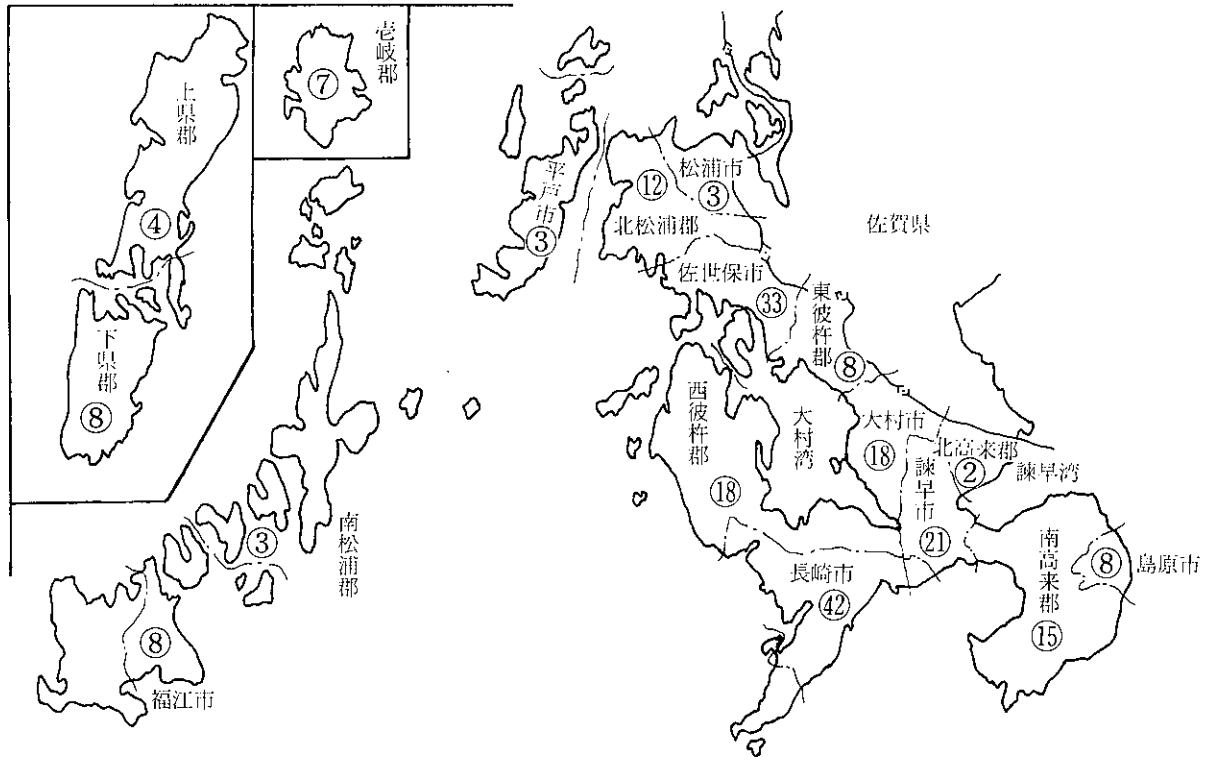 壱岐郡
⑦
上県郡
④
下県郡
⑧
平戸市
③
松浦市
③
⑫
北松浦郡
佐賀県
佐世保市
㉝
東彼杵郡
⑧
西彼杵郡
⑱
大村湾
大村市
⑱
北高来郡
②
諫早湾
諫早市
㉑
南松浦郡
③
長崎市
㊷
南高来郡
⑮
⑧
島原市
⑧
福江市